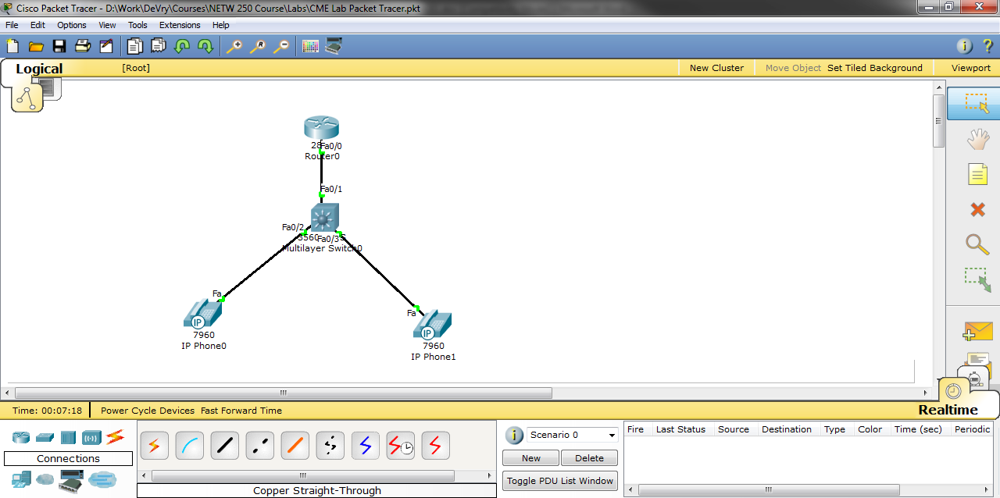 Cisco Packet Tracer - D:\Work\DeVry\Courses\NETW 250 Course\Labs\CME Lab Packet Tracer.pkt
File Edit Options View Tools Extensions Help
Logical [Root] New Cluster Move Object Set Tiled Background Viewport
Fa0/0
Router0
Fa0/1
Fa0/2
Fa0/3
Multilayer Switch0
Fa
IP
7960
IP Phone0
Fa
IP
7960
IP Phone1
Time: 00:07:18 Power Cycle Devices Fast Forward Time
Realtime
Connections
Copper Straight-Through
Scenario 0
New Delete
Toggle PDU List Window
Fire Last Status Source Destination Type Color Time (sec) Periodic